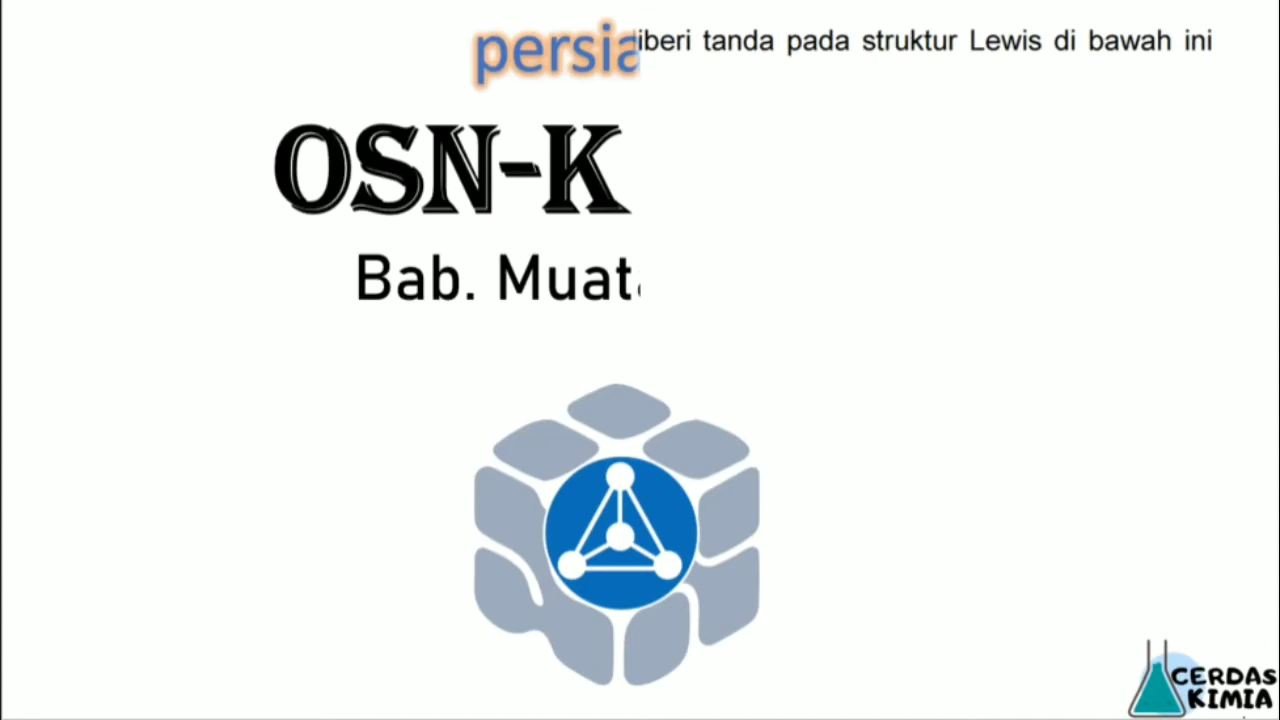 persia
iberi tanda pada struktur Lewis di bawah ini
OSN-K
Bab. Muat
CERDAS
KIMIA